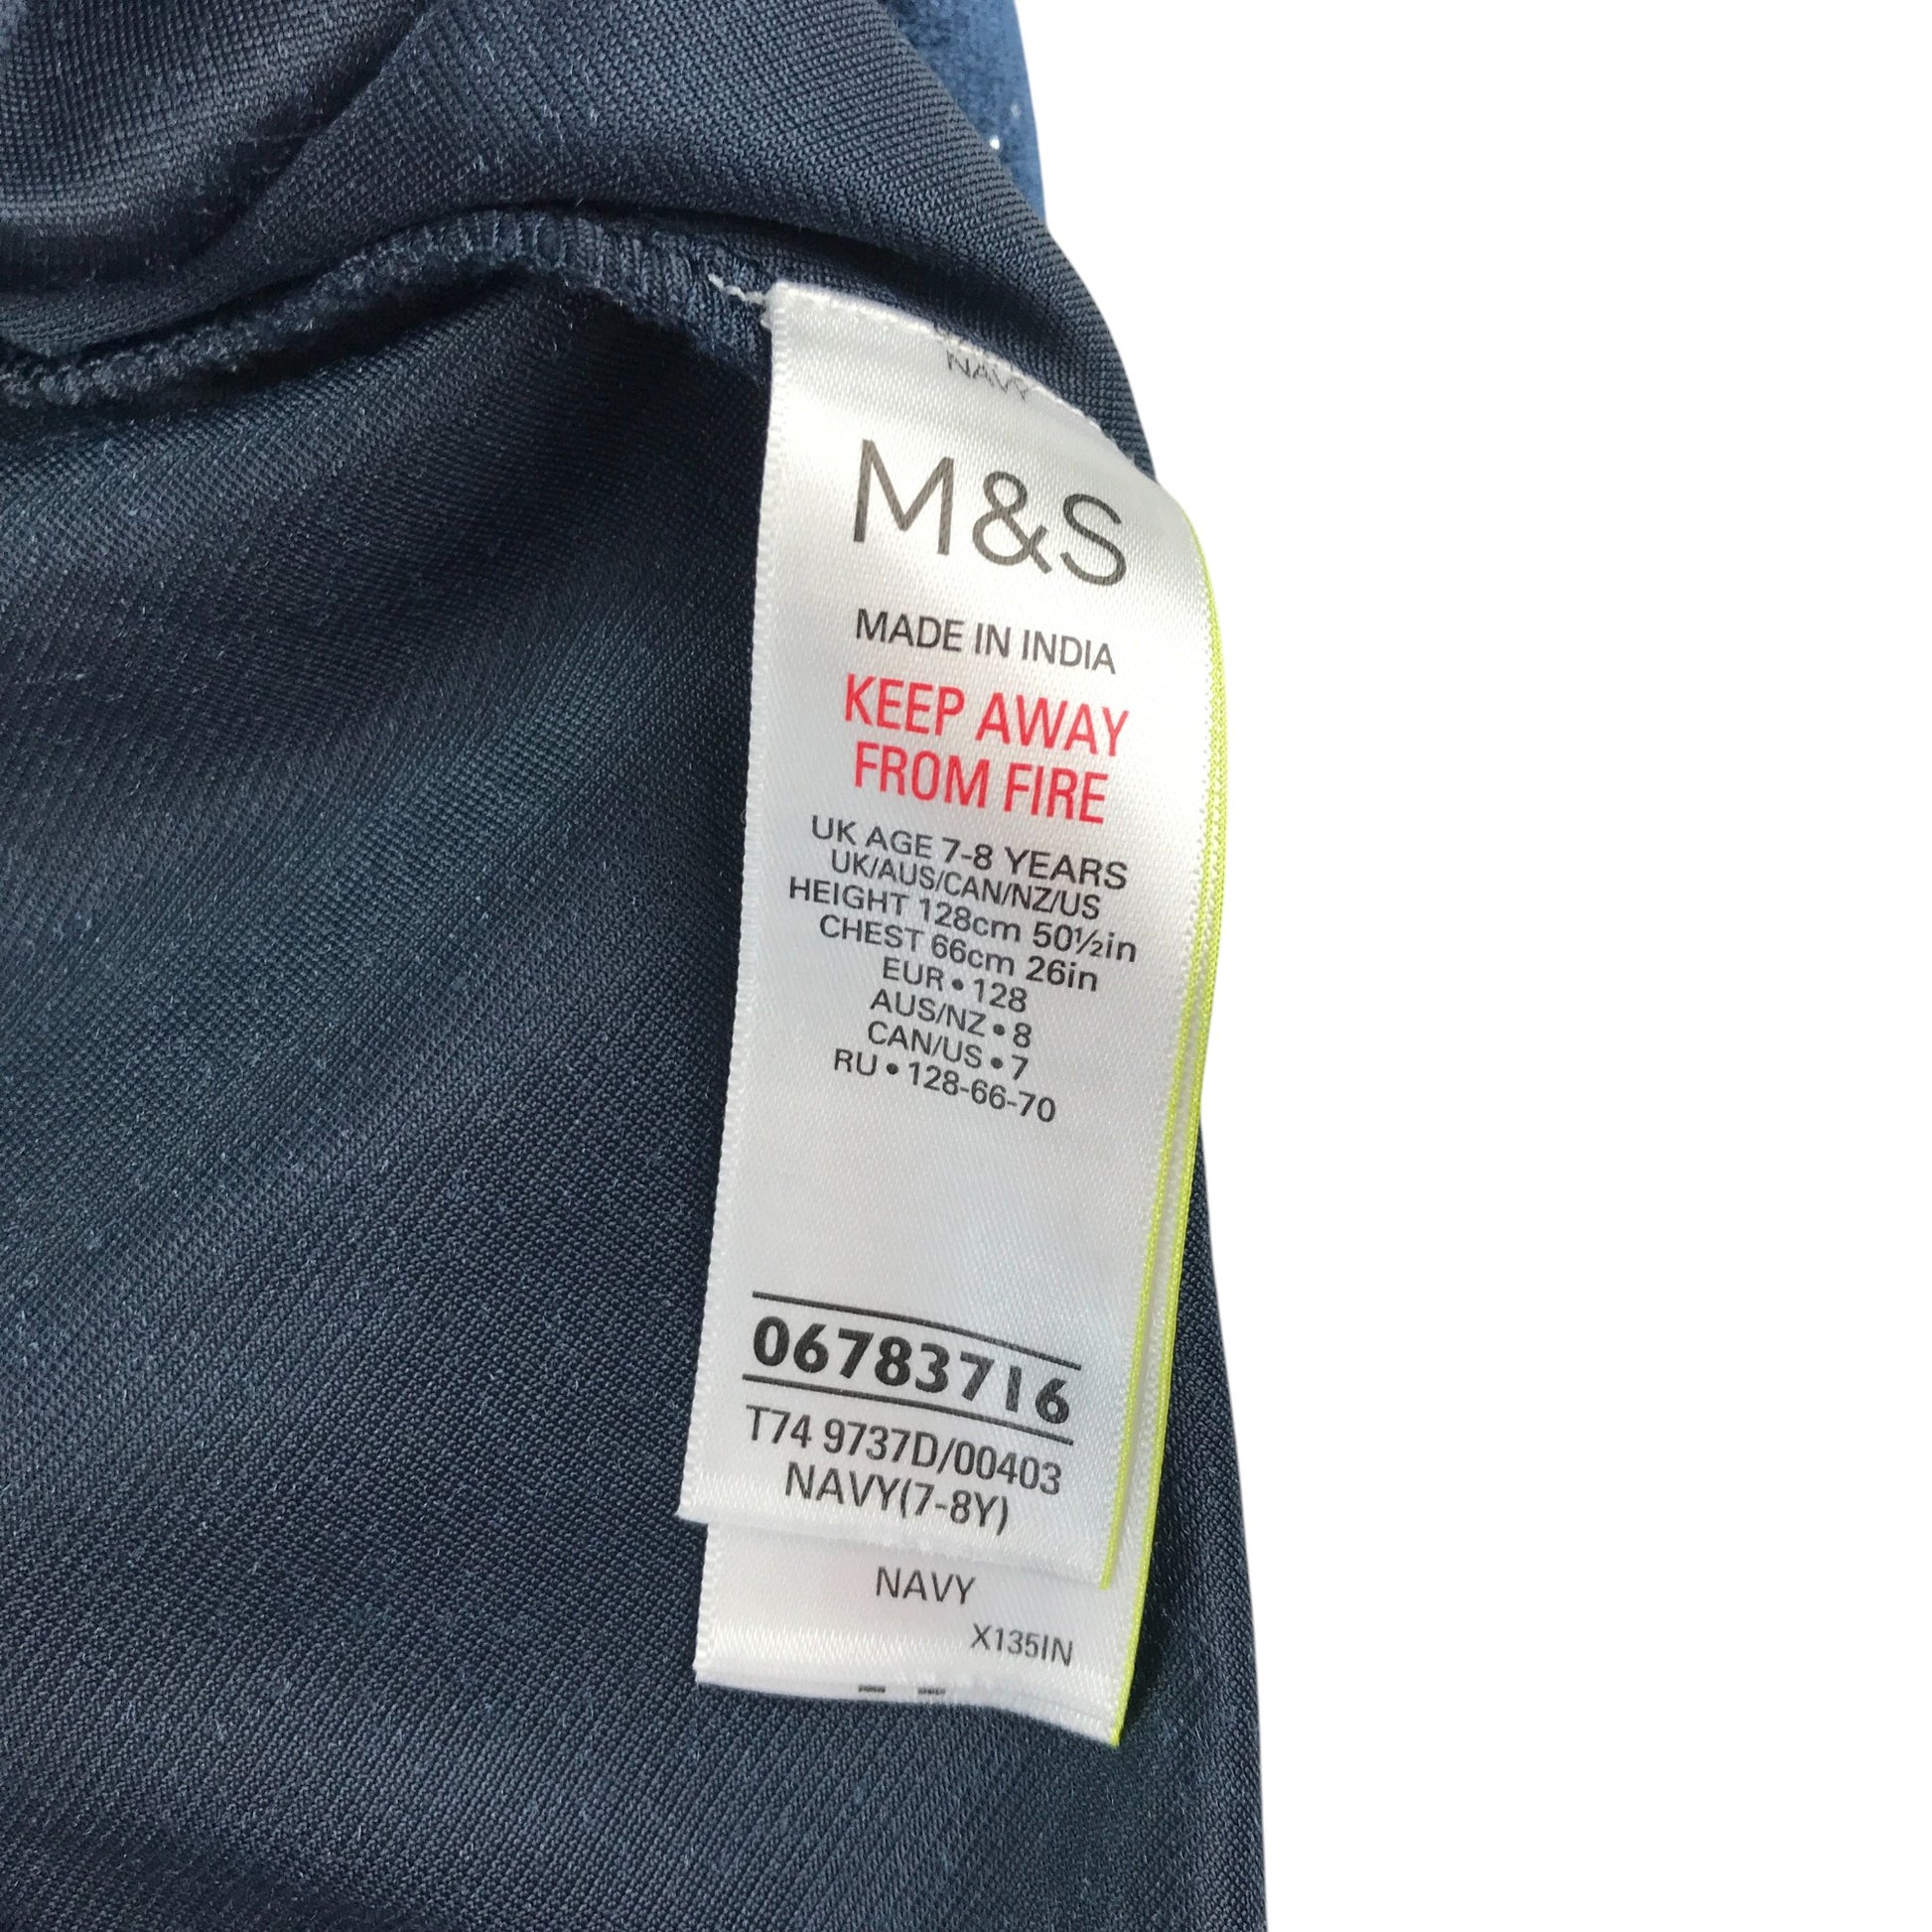 NAVY
M&S
MADE IN INDIA
KEEP AWAY
FROM FIRE
UK AGE 7-8 YEARS
UK/AUS/CAN/NZ/US
HEIGHT 128cm 50½in
CHEST 66cm 26in
EUR • 128
AUS/NZ • 8
CAN/US • 7
RU • 128-66-70
06783716
T74 9737D/00403
NAVY(7-8Y)
NAVY
X135IN